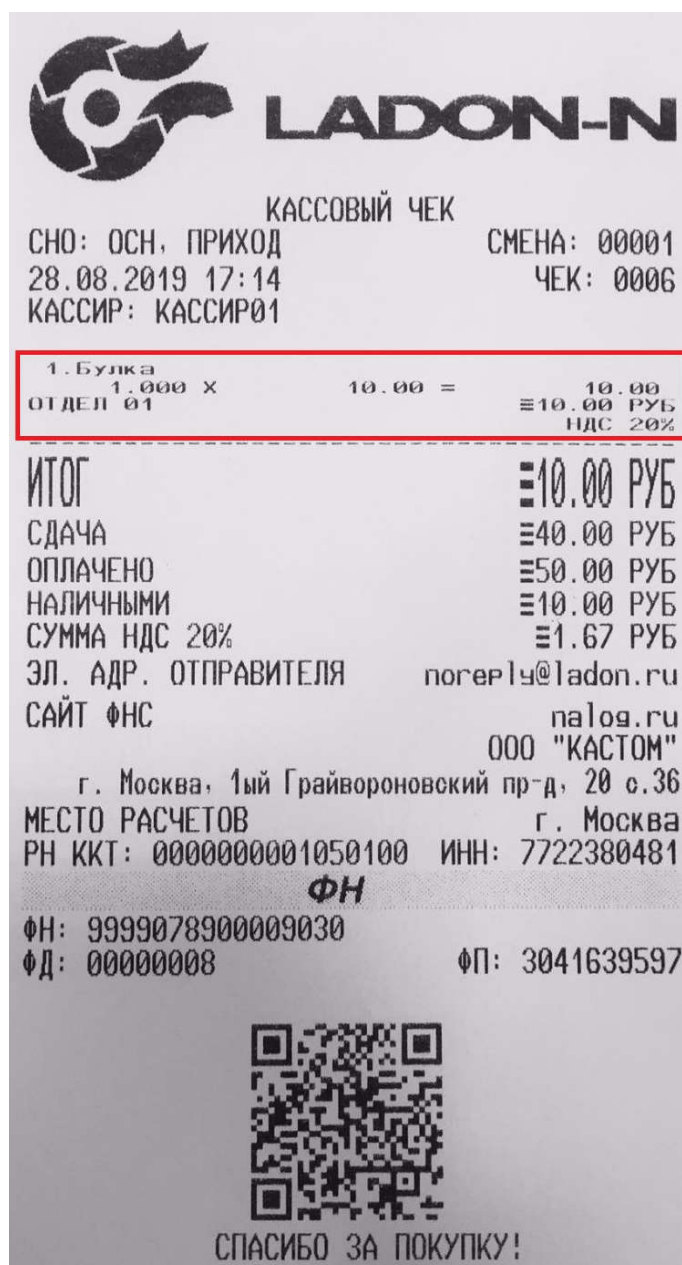 LADON-N
КАССОВЫЙ ЧЕК
СНО: ОСН, ПРИХОД СМЕНА: 00001
28.08.2019 17:14 ЧЕК: 0006
КАССИР: КАССИР01
1.Булка
1.000 X 10.00 = 10.00
ОТДЕЛ 01 ≡10.00 РУБ
НДС 20%
ИТОГ ≡10.00 РУБ
СДАЧА ≡40.00 РУБ
ОПЛАЧЕНО ≡50.00 РУБ
НАЛИЧНЫМИ ≡10.00 РУБ
СУММА НДС 20% ≡1.67 РУБ
ЭЛ. АДР. ОТПРАВИТЕЛЯ noreply@ladon.ru
САЙТ ФНС nalog.ru
ООО "КАСТОМ"
г. Москва, 1ый Грайвороновский пр-д, 20 с.36
МЕСТО РАСЧЕТОВ г. Москва
РН ККТ: 0000000001050100 ИНН: 7722380481
ФН
ФН: 9999078900009030
ФД: 00000008 ФП: 3041639597
СПАСИБО ЗА ПОКУПКУ!